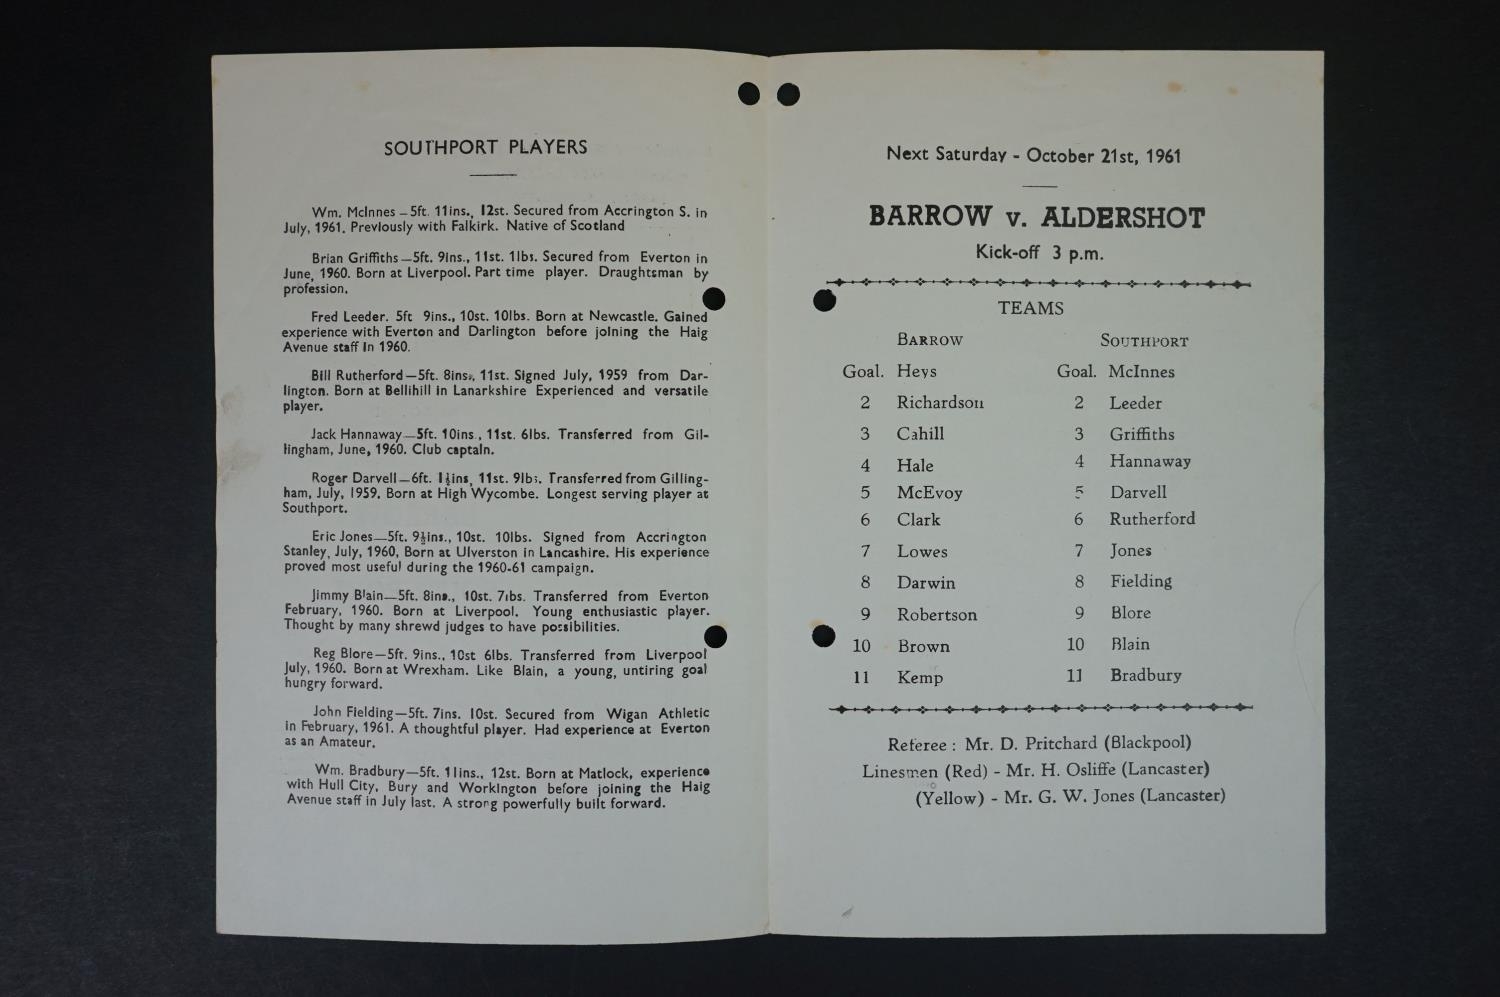 SOUTHPORT PLAYERS
Wm. McInnes – 5ft. 11ins., 12st. Secured from Accrington S. in
July, 1961. Previously with Falkirk. Native of Scotland
Brian Griffiths—5ft. 9ins., 11st. 1lbs. Secured from Everton in
June, 1960. Born at Liverpool. Part time player. Draughtsman by
profession.
Fred Leeder. 5ft 9ins., 10st. 10lbs. Born at Newcastle. Gained
experience with Everton and Darlington before joining the Haig
Avenue staff in 1960.
Bill Rutherford—5ft. 8ins., 11st. Signed July, 1959 from Dar-
lington. Born at Bellihill in Lanarkshire Experienced and versatile
player.
Jack Hannaway—5ft. 10ins., 11st. 6lbs. Transferred from Gil-
lingham, June, 1960. Club captain.
Roger Darvell—6ft. 1½ins, 11st. 9lbs. Transferred from Gilling-
ham, July, 1959. Born at High Wycombe. Longest serving player at
Southport.
Eric Jones—5ft. 9½ins., 10st. 10lbs. Signed from Accrington
Stanley, July, 1960, Born at Ulverston in Lancashire. His experience
proved most useful during the 1960-61 campaign.
Jimmy Blain—5ft. 8ins., 10st. 7lbs. Transferred from Everton
February, 1960. Born at Liverpool. Young enthusiastic player.
Thought by many shrewd judges to have possibilities.
Reg Blore—5ft. 9ins., 10st 6lbs. Transferred from Liverpool
July, 1960. Born at Wrexham. Like Blain, a young, untiring goal
hungry forward.
John Fielding—5ft. 7ins. 10st. Secured from Wigan Athletic
in February, 1961. A thoughtful player. Had experience at Everton
as an Amateur.
Wm. Bradbury—5ft. 11ins., 12st. Born at Matlock, experience
with Hull City, Bury and Workington before joining the Haig
Avenue staff in July last. A strong powerfully built forward.
Next Saturday - October 21st, 1961
BARROW v. ALDERSHOT
Kick-off 3 p.m.
TEAMS
BARROW SOUTHPORT
Goal. Heys Goal. McInnes
2 Richardson 2 Leeder
3 Cahill 3 Griffiths
4 Hale 4 Hannaway
5 McEvoy 5 Darvell
6 Clark 6 Rutherford
7 Lowes 7 Jones
8 Darwin 8 Fielding
9 Robertson 9 Blore
10 Brown 10 Blain
11 Kemp 11 Bradbury
Referee : Mr. D. Pritchard (Blackpool)
Linesmen (Red) - Mr. H. Osliffe (Lancaster)
(Yellow) - Mr. G. W. Jones (Lancaster)